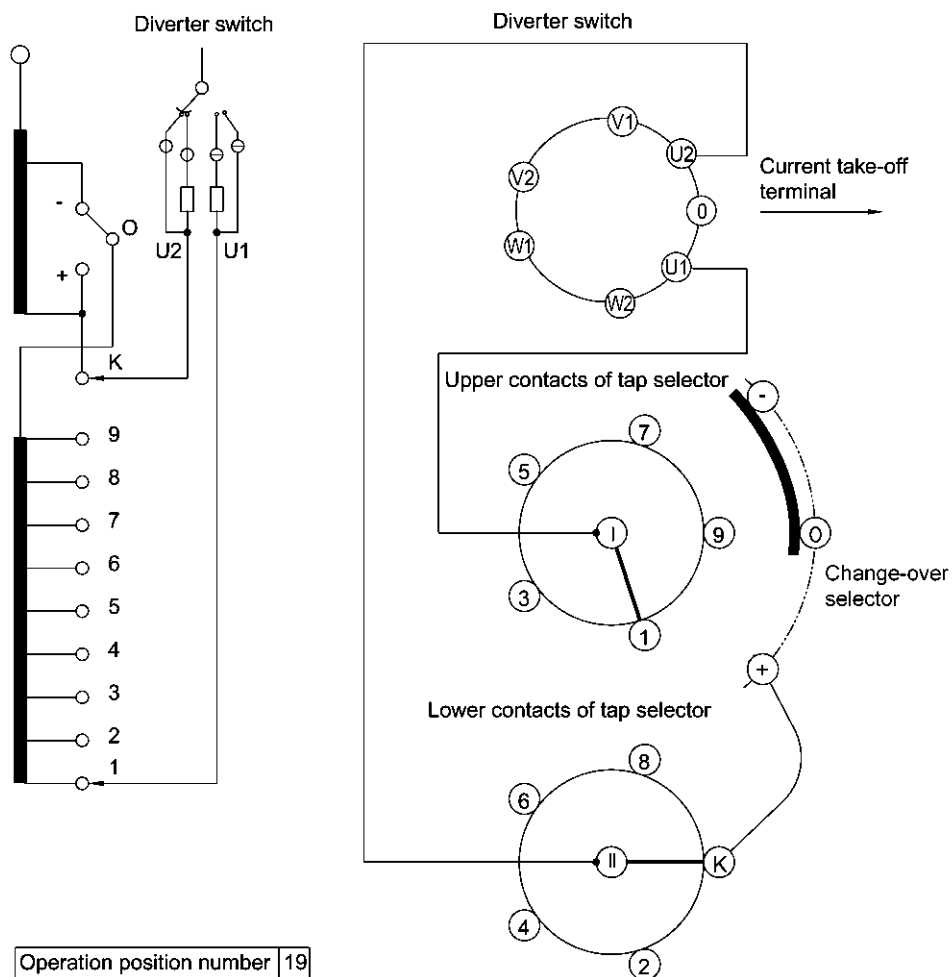 Diverter switch
-
O
+
U2
U1
K
9
8
7
6
5
4
3
2
1
Diverter switch
V1
U2
V2
0
W1
U1
W2
Current take-off
terminal
Upper contacts of tap selector
-
7
5
I
9
O
3
1
Change-over
selector
+
Lower contacts of tap selector
8
6
II
K
4
2
Operation position number 19